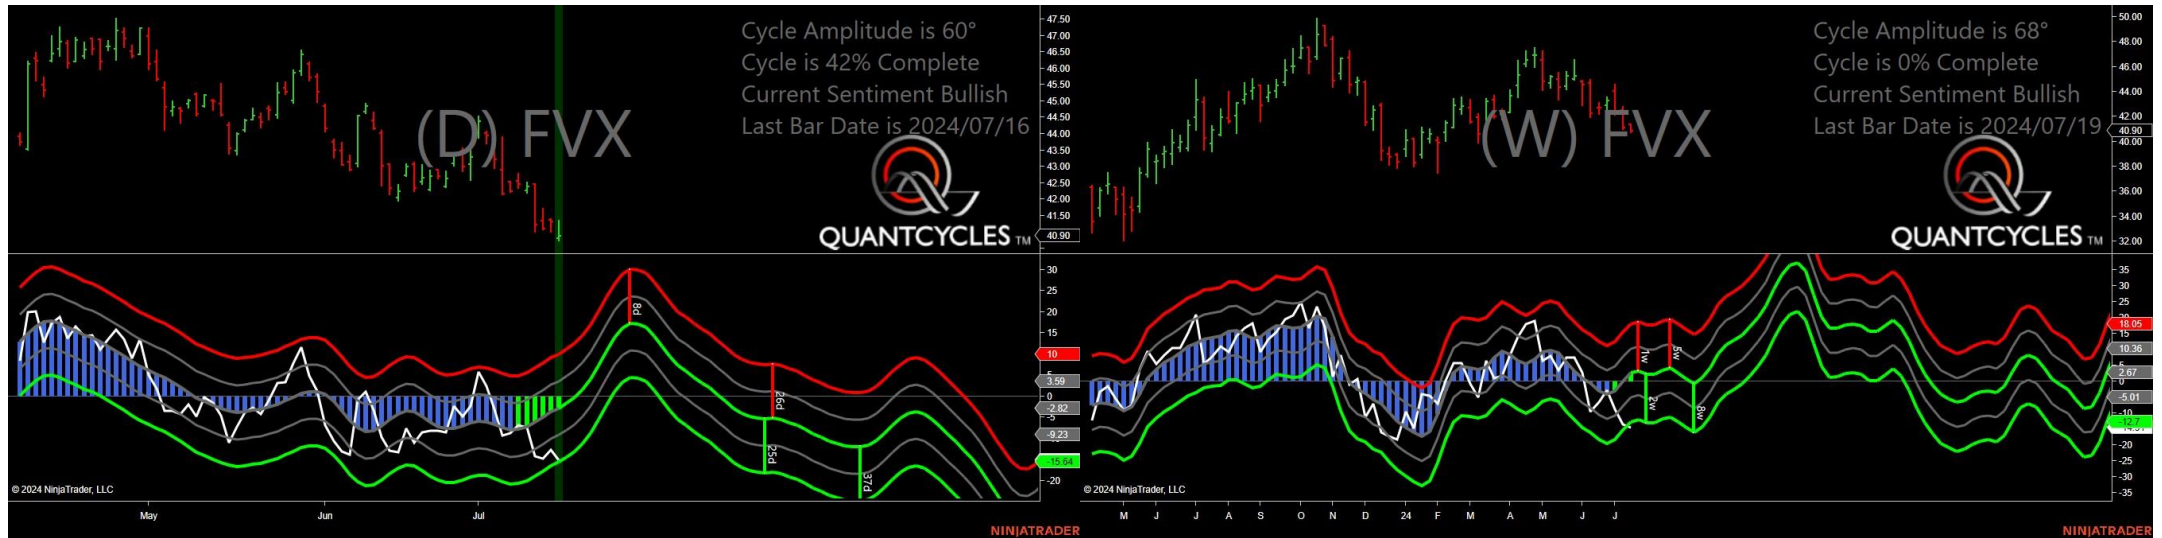 Cycle Amplitude is 60°
Cycle is 42% Complete
Current Sentiment Bullish
Last Bar Date is 2024/07/16
(D) FVX
QUANTCYCLES TM
47.50
47.00
46.50
46.00
45.50
45.00
44.50
44.00
43.50
43.00
42.50
42.00
41.50
40.90
30
25
20
15
10
5
3.59
0
-2.82
-5
-9.23
-15.64
-20
8d
26d
25d
37d
© 2024 NinjaTrader, LLC
May
Jun
Jul
NINJATRADER
Cycle Amplitude is 68°
Cycle is 0% Complete
Current Sentiment Bullish
Last Bar Date is 2024/07/19
(W) FVX
QUANTCYCLES TM
50.00
48.00
46.00
44.00
42.00
40.90
40.00
38.00
36.00
34.00
32.00
35
30
25
18.05
15
10.36
5
2.67
0
-5.01
-10
-12.7
-20
-25
-30
-35
1w
5w
2w
8w
© 2024 NinjaTrader, LLC
M
J
J
A
S
O
N
D
24
F
M
A
M
J
J
NINJATRADER